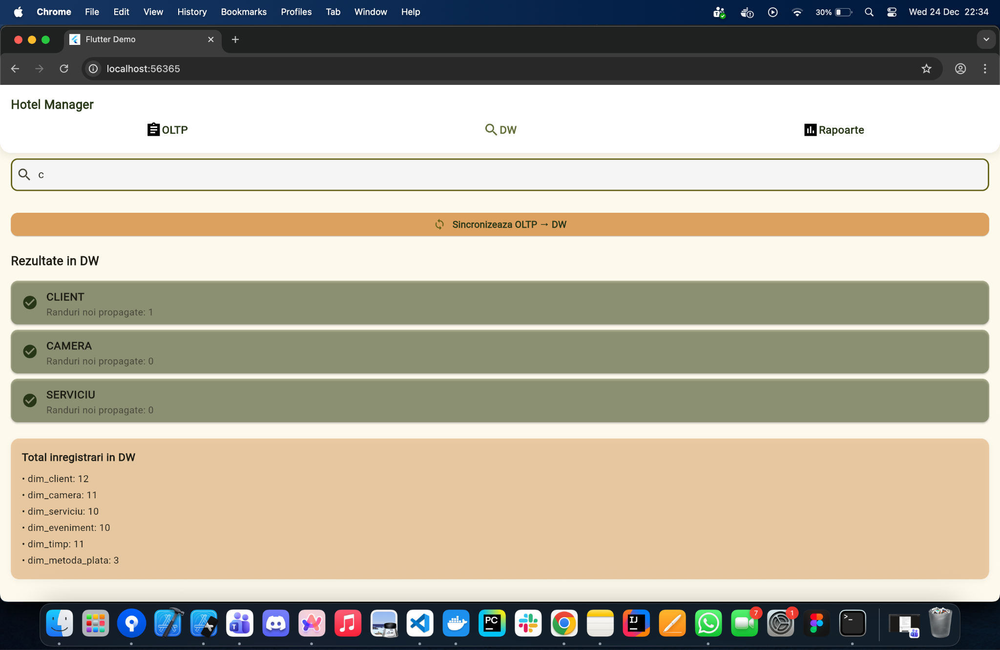 Chrome File Edit View History Bookmarks Profiles Tab Window Help 30% Wed 24 Dec 22:34
Flutter Demo
localhost:56365
Hotel Manager
OLTP DW Rapoarte
c
Sincronizeaza OLTP → DW
Rezultate in DW
CLIENT
Randuri noi propagate: 1
CAMERA
Randuri noi propagate: 0
SERVICIU
Randuri noi propagate: 0
Total inregistrari in DW
• dim_client: 12
• dim_camera: 11
• dim_serviciu: 10
• dim_eveniment: 10
• dim_timp: 11
• dim_metoda_plata: 3
T PC IJ 7 1 >_